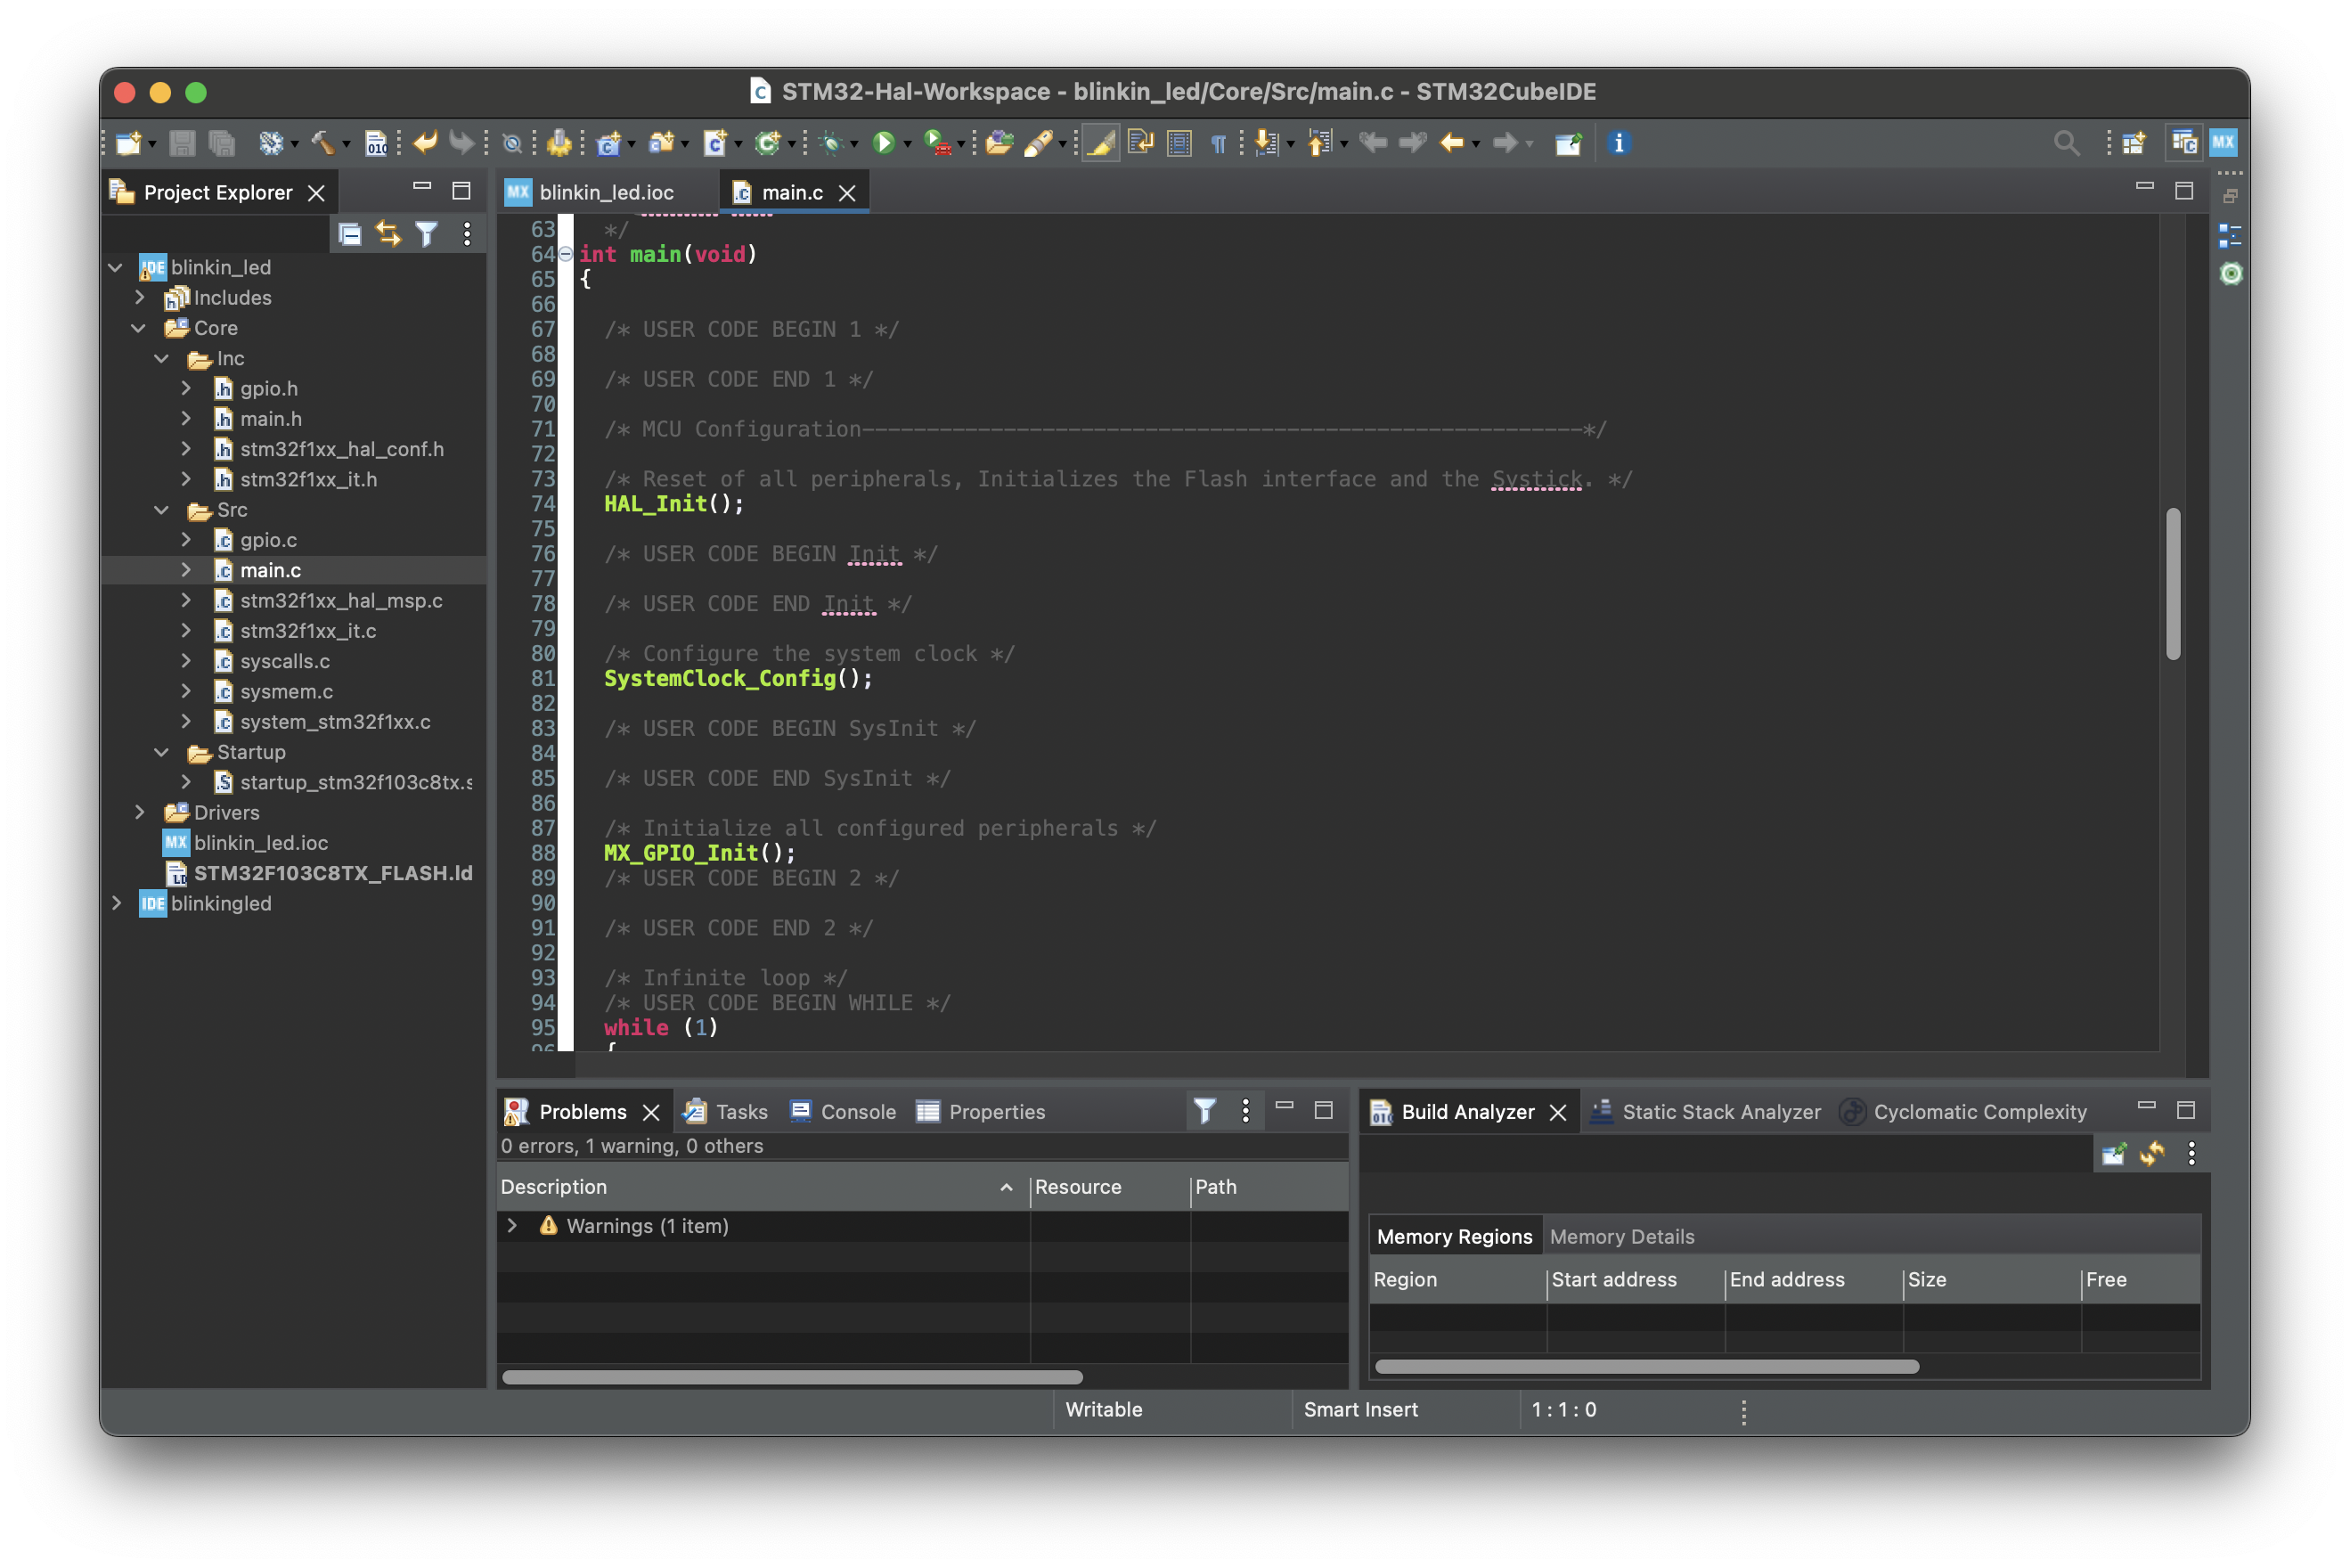 STM32-Hal-Workspace - blinkin_led/Core/Src/main.c - STM32CubeIDE
Project Explorer
blinkin_led
Includes
Core
Inc
gpio.h
main.h
stm32f1xx_hal_conf.h
stm32f1xx_it.h
Src
gpio.c
main.c
stm32f1xx_hal_msp.c
stm32f1xx_it.c
syscalls.c
sysmem.c
system_stm32f1xx.c
Startup
startup_stm32f103c8tx.s
Drivers
MX blinkin_led.ioc
STM32F103C8TX_FLASH.ld
IDE blinkingled
MX blinkin_led.ioc
main.c
63 */
64 int main(void)
65 {
66
67 /* USER CODE BEGIN 1 */
68
69 /* USER CODE END 1 */
70
71 /* MCU Configuration--------------------------------------------------------*/
72
73 /* Reset of all peripherals, Initializes the Flash interface and the Systick. */
74 HAL_Init();
75
76 /* USER CODE BEGIN Init */
77
78 /* USER CODE END Init */
79
80 /* Configure the system clock */
81 SystemClock_Config();
82
83 /* USER CODE BEGIN SysInit */
84
85 /* USER CODE END SysInit */
86
87 /* Initialize all configured peripherals */
88 MX_GPIO_Init();
89 /* USER CODE BEGIN 2 */
90
91 /* USER CODE END 2 */
92
93 /* Infinite loop */
94 /* USER CODE BEGIN WHILE */
95 while (1)
96 {
MX
Problems Tasks Console Properties
0 errors, 1 warning, 0 others
Description Resource Path
Warnings (1 item)
Build Analyzer Static Stack Analyzer Cyclomatic Complexity
Memory Regions Memory Details
Region Start address End address Size Free
Writable Smart Insert 1 : 1 : 0